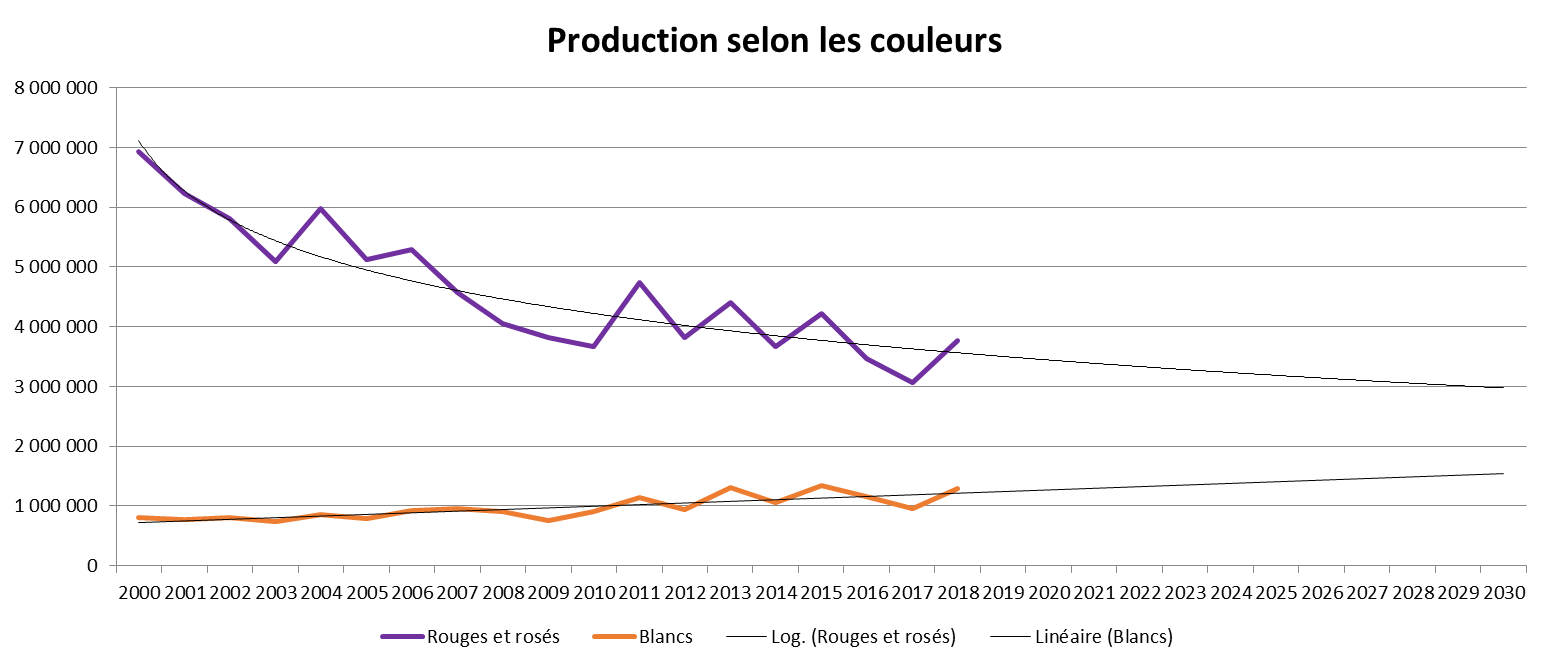 Production selon les couleurs
8 000 000
7 000 000
6 000 000
5 000 000
4 000 000
3 000 000
2 000 000
1 000 000
0
2000 2001 2002 2003 2004 2005 2006 2007 2008 2009 2010 2011 2012 2013 2014 2015 2016 2017 2018 2019 2020 2021 2022 2023 2024 2025 2026 2027 2028 2029 2030
Rouges et rosés Blancs Log. (Rouges et rosés) Linéaire (Blancs)